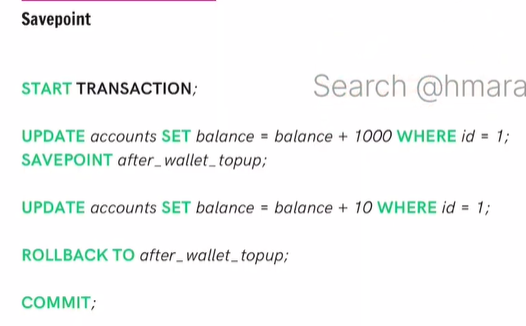 Savepoint
Search @hmara
START TRANSACTION;
UPDATE accounts SET balance = balance + 1000 WHERE id = 1;
SAVEPOINT after_wallet_topup;
UPDATE accounts SET balance = balance + 10 WHERE id = 1;
ROLLBACK TO after_wallet_topup;
COMMIT;